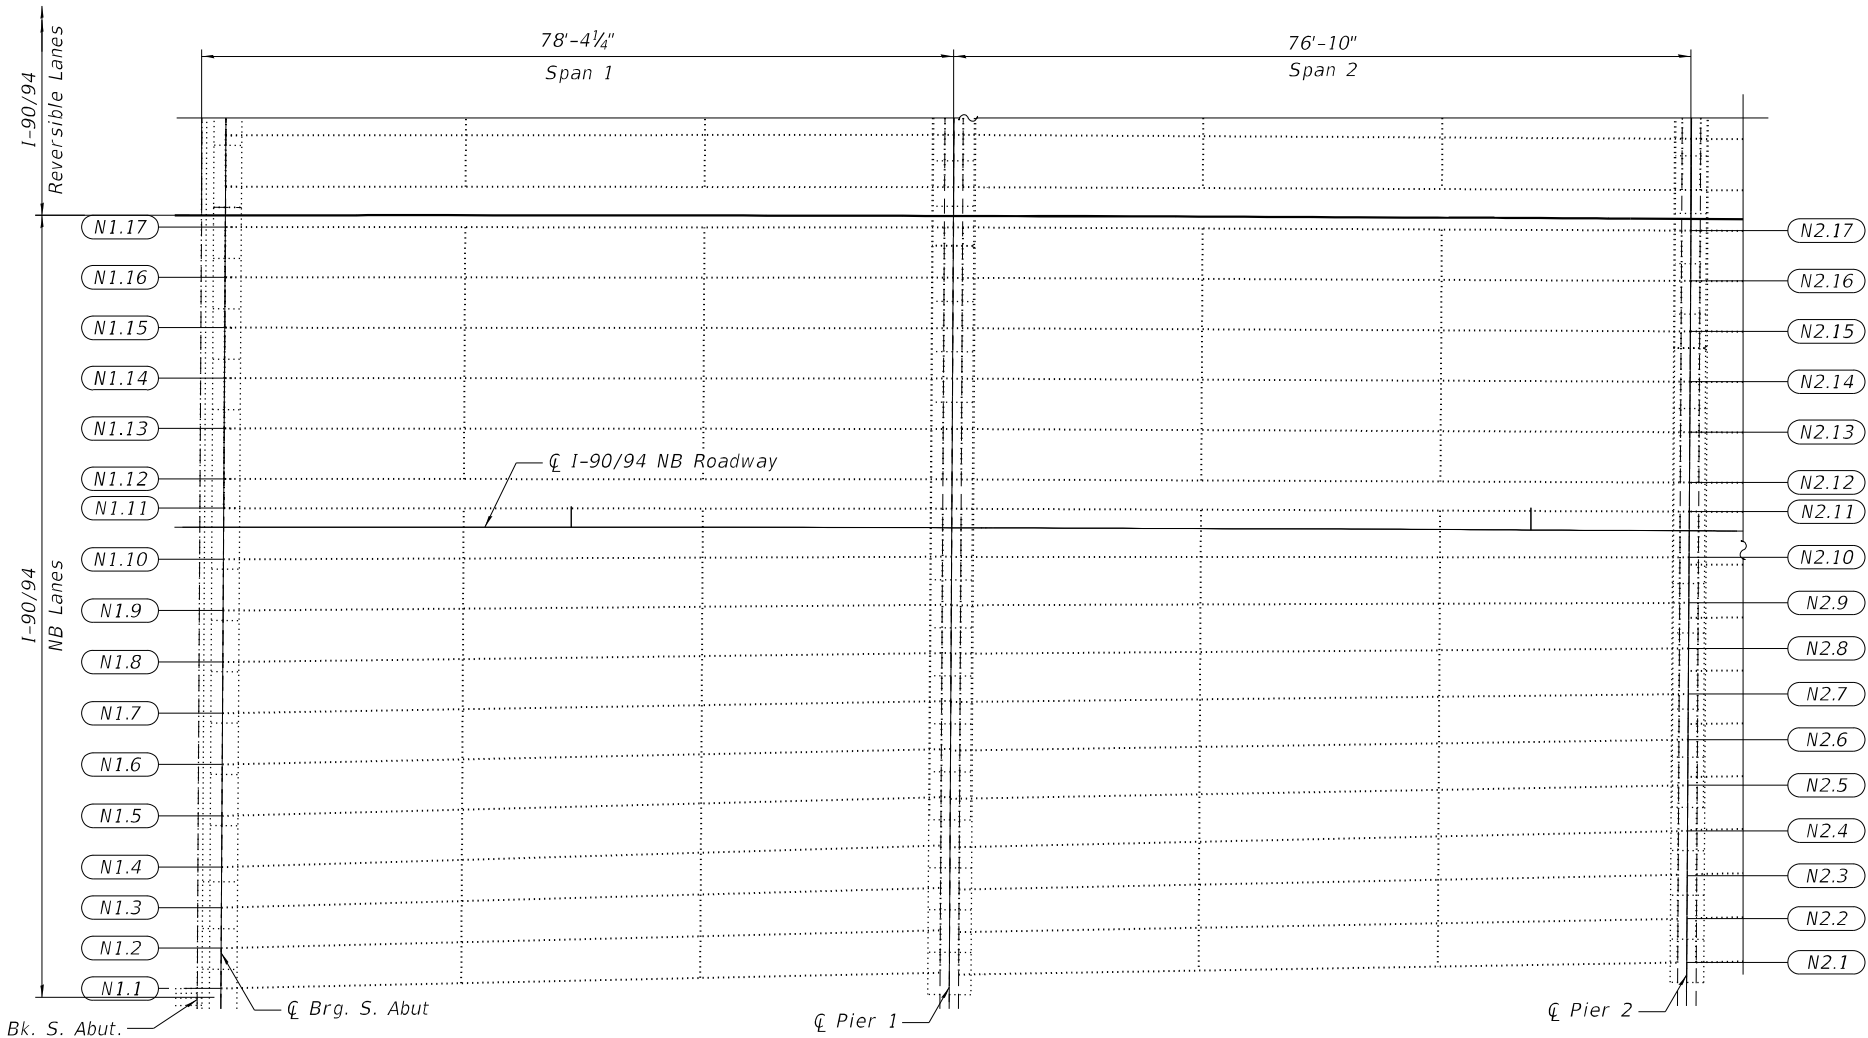 I-90/94
Reversible Lanes
78'-4¼"
Span 1
76'-10"
Span 2
N1.17
N1.16
N1.15
N1.14
N1.13
N1.12
N1.11
N1.10
N1.9
N1.8
N1.7
N1.6
N1.5
N1.4
N1.3
N1.2
N1.1
I-90/94
NB Lanes
℄ I-90/94 NB Roadway
N2.17
N2.16
N2.15
N2.14
N2.13
N2.12
N2.11
N2.10
N2.9
N2.8
N2.7
N2.6
N2.5
N2.4
N2.3
N2.2
N2.1
Bk. S. Abut.
℄ Brg. S. Abut
℄ Pier 1
℄ Pier 2